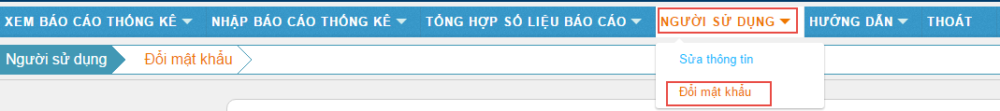 XEM BÁO CÁO THỐNG KÊ NHẬP BÁO CÁO THỐNG KÊ TỔNG HỢP SỐ LIỆU BÁO CÁO NGƯỜI SỬ DỤNG HƯỚNG DẪN THOÁT
Người sử dụng Đổi mật khẩu
Sửa thông tin
Đổi mật khẩu